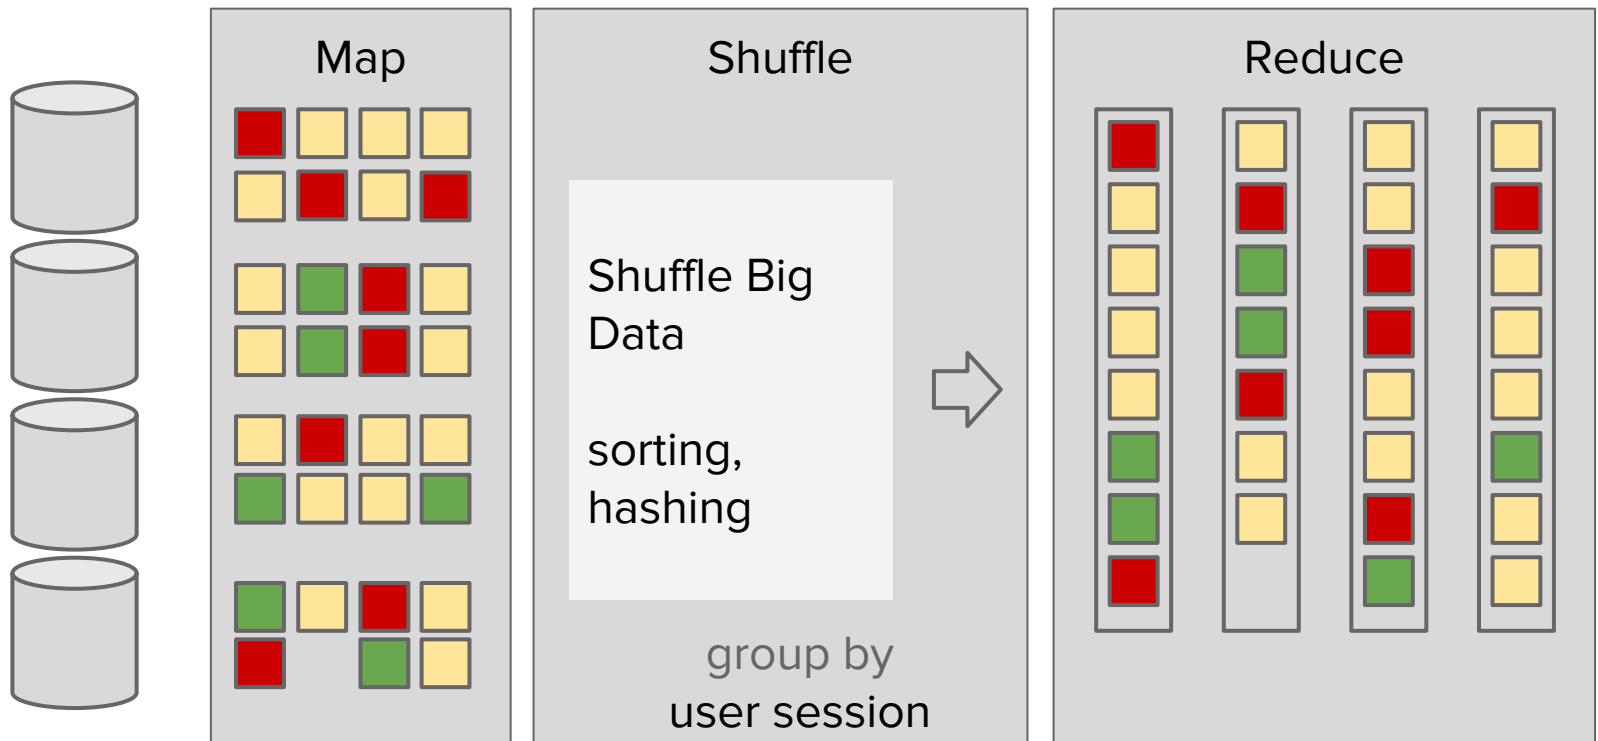 Map
Shuffle
Reduce
Shuffle Big
Data
sorting,
hashing
group by
user session